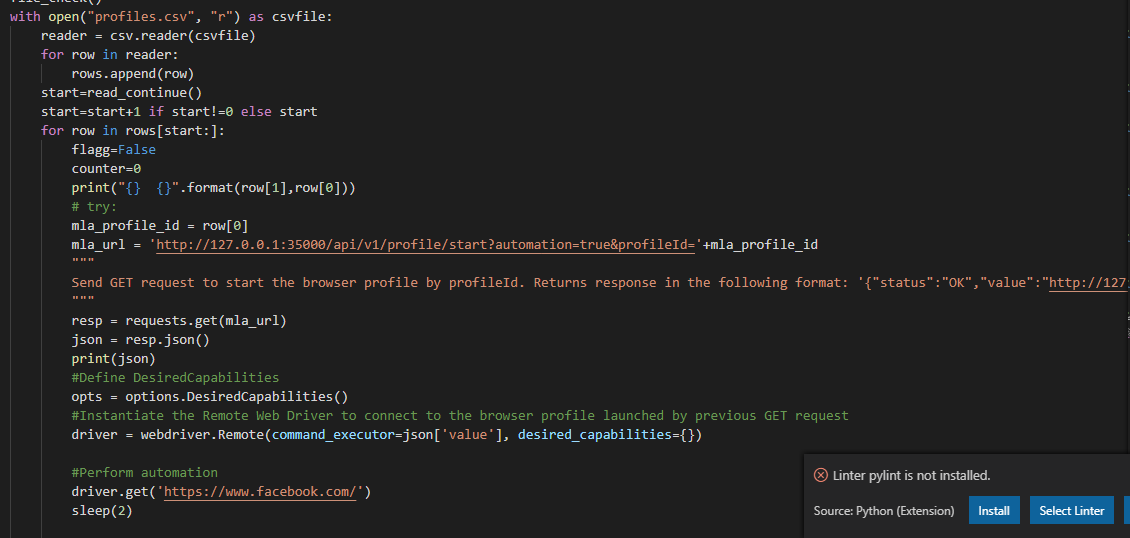 file_check()
with open("profiles.csv", "r") as csvfile:
    reader = csv.reader(csvfile)
    for row in reader:
        rows.append(row)
    start=read_continue()
    start=start+1 if start!=0 else start
    for row in rows[start:]:
        flagg=False
        counter=0
        print("{}  {}".format(row[1],row[0]))
        # try:
        mla_profile_id = row[0]
        mla_url = 'http://127.0.0.1:35000/api/v1/profile/start?automation=true&profileId='+mla_profile_id
        """
        Send GET request to start the browser profile by profileId. Returns response in the following format: '{"status":"OK","value":"http://127
        """
        resp = requests.get(mla_url)
        json = resp.json()
        print(json)
        #Define DesiredCapabilities
        opts = options.DesiredCapabilities()
        #Instantiate the Remote Web Driver to connect to the browser profile launched by previous GET request
        driver = webdriver.Remote(command_executor=json['value'], desired_capabilities={})
        #Perform automation
        driver.get('https://www.facebook.com/')
        sleep(2)
Linter pylint is not installed.
Source: Python (Extension)
Install
Select Linter